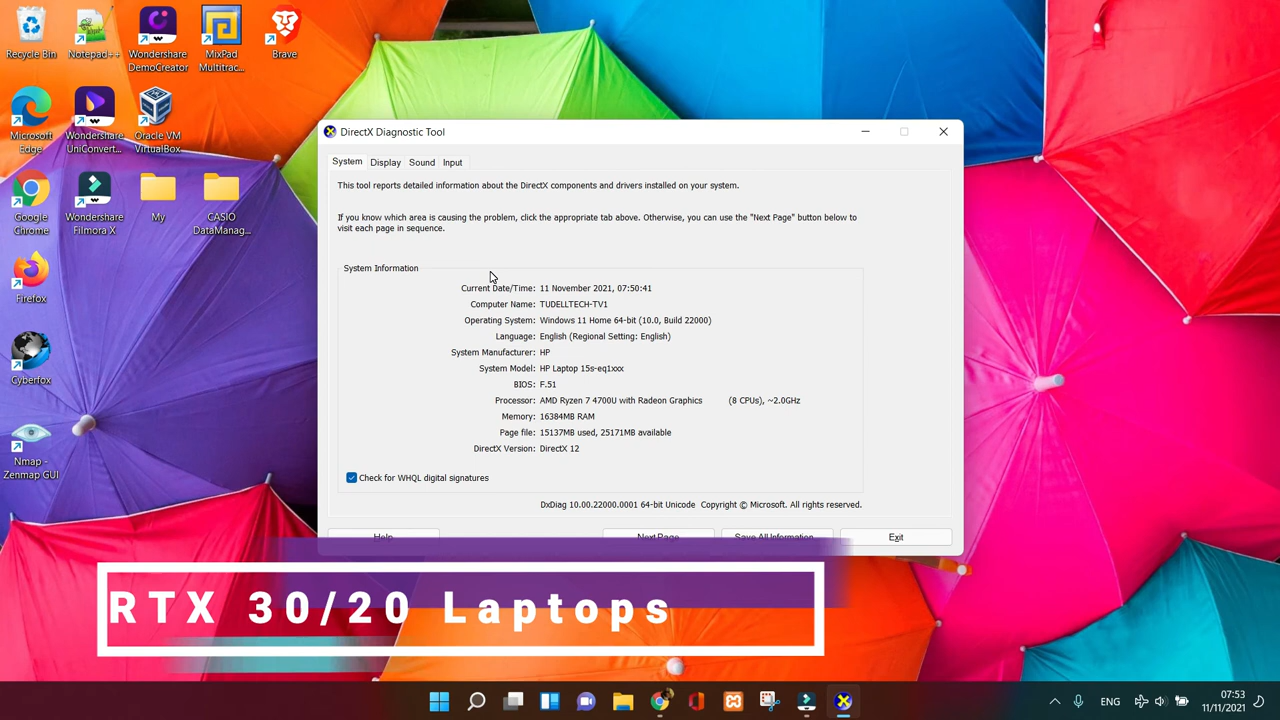 Recycle Bin
Notepad++
Wondershare
DemoCreator
MixPad
Multitrac...
Brave
Microsoft
Edge
Wondershare
UniConvert...
Oracle VM
VirtualBox
Google
Chrome
Wondershare
Filmora X
My
CASIO
DataManag...
Firefox
Cyberfox
Nmap -
Zenmap GUI
DirectX Diagnostic Tool
System Display Sound Input
This tool reports detailed information about the DirectX components and drivers installed on your system.
If you know which area is causing the problem, click the appropriate tab above. Otherwise, you can use the "Next Page" button below to
visit each page in sequence.
System Information
Current Date/Time: 11 November 2021, 07:50:41
Computer Name: TUDELLTECH-TV1
Operating System: Windows 11 Home 64-bit (10.0, Build 22000)
Language: English (Regional Setting: English)
System Manufacturer: HP
System Model: HP Laptop 15s-eq1xxx
BIOS: F.51
Processor: AMD Ryzen 7 4700U with Radeon Graphics (8 CPUs), ~2.0GHz
Memory: 16384MB RAM
Page file: 15137MB used, 25171MB available
DirectX Version: DirectX 12
Check for WHQL digital signatures
DxDiag 10.00.22000.0001 64-bit Unicode Copyright © Microsoft. All rights reserved.
Help Next Page Save All Information... Exit
RTX 30/20 Laptops
ENG
07:53
11/11/2021